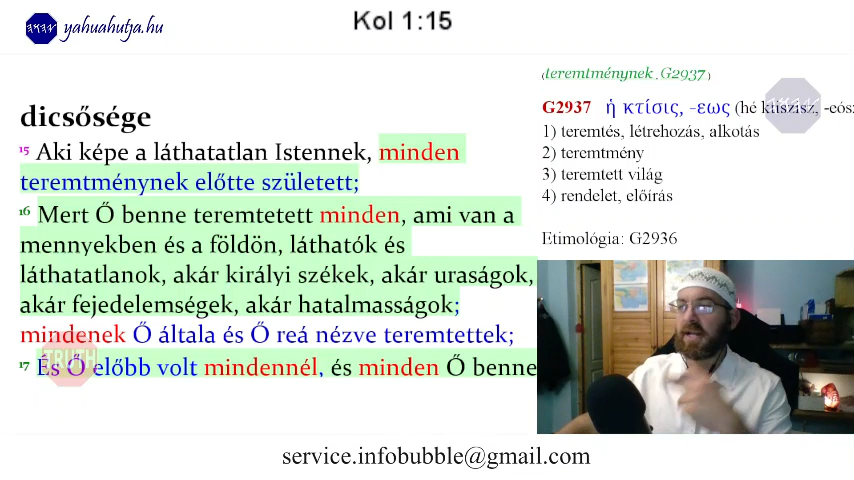 yahuahutja.hu
Kol 1:15
dicsősége
15 Aki képe a láthatatlan Istennek, minden
teremtménynek előtte született;
16 Mert Ő benne teremtetett minden, ami van a
mennyekben és a földön, láthatók és
láthatatlanok, akár királyi székek, akár uraságok,
akár fejedelemségek, akár hatalmasságok;
mindenek Ő általa és Ő reá nézve teremtettek;
17 És Ő előbb volt mindennél, és minden Ő benne
TRUTH
(teremtménynek, G2937)
G2937 ἡ κτίσις, -εως (hé ktiszisz, -eósz
1) teremtés, létrehozás, alkotás
2) teremtmény
3) teremtett világ
4) rendelet, előírás
Etimológia: G2936
service.infobubble@gmail.com